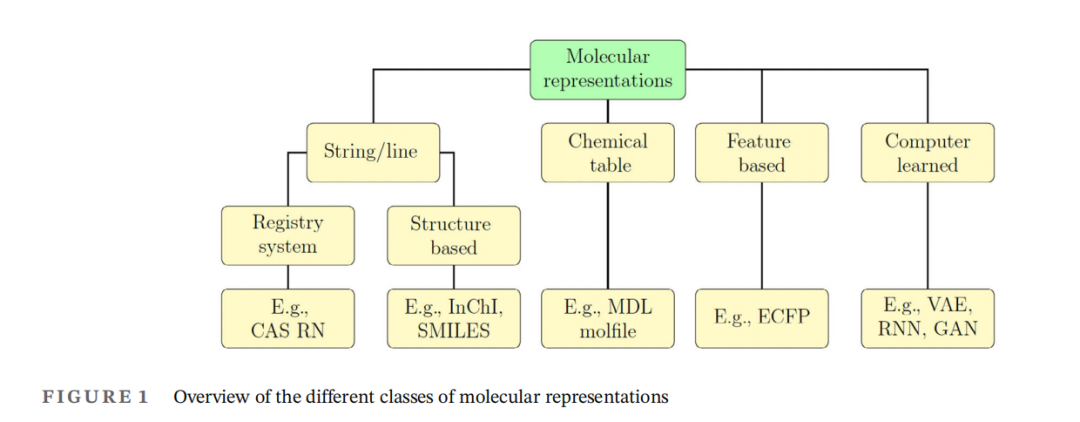 Molecular
representations
String/line
Chemical
table
Feature
based
Computer
learned
Registry
system
Structure
based
E.g.,
CAS RN
E.g., InChI,
SMILES
E.g., MDL
molfile
E.g., ECFP
E.g., VAE,
RNN, GAN
FIGURE 1 Overview of the different classes of molecular representations